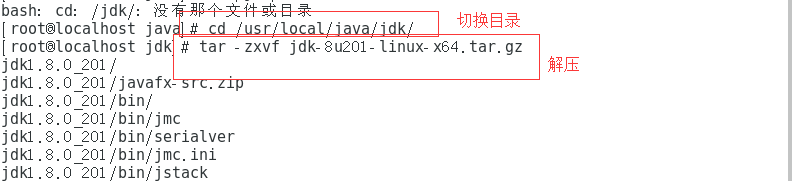 bash: cd: /jdk/: 没有那个文件或目录
[root@localhost java]# cd /usr/local/java/jdk/
切换目录
[root@localhost jdk]# tar -zxvf jdk-8u201-linux-x64.tar.gz
解压
jdk1.8.0_201/
jdk1.8.0_201/javafx-src.zip
jdk1.8.0_201/bin/
jdk1.8.0_201/bin/jmc
jdk1.8.0_201/bin/serialver
jdk1.8.0_201/bin/jmc.ini
jdk1.8.0_201/bin/jstack